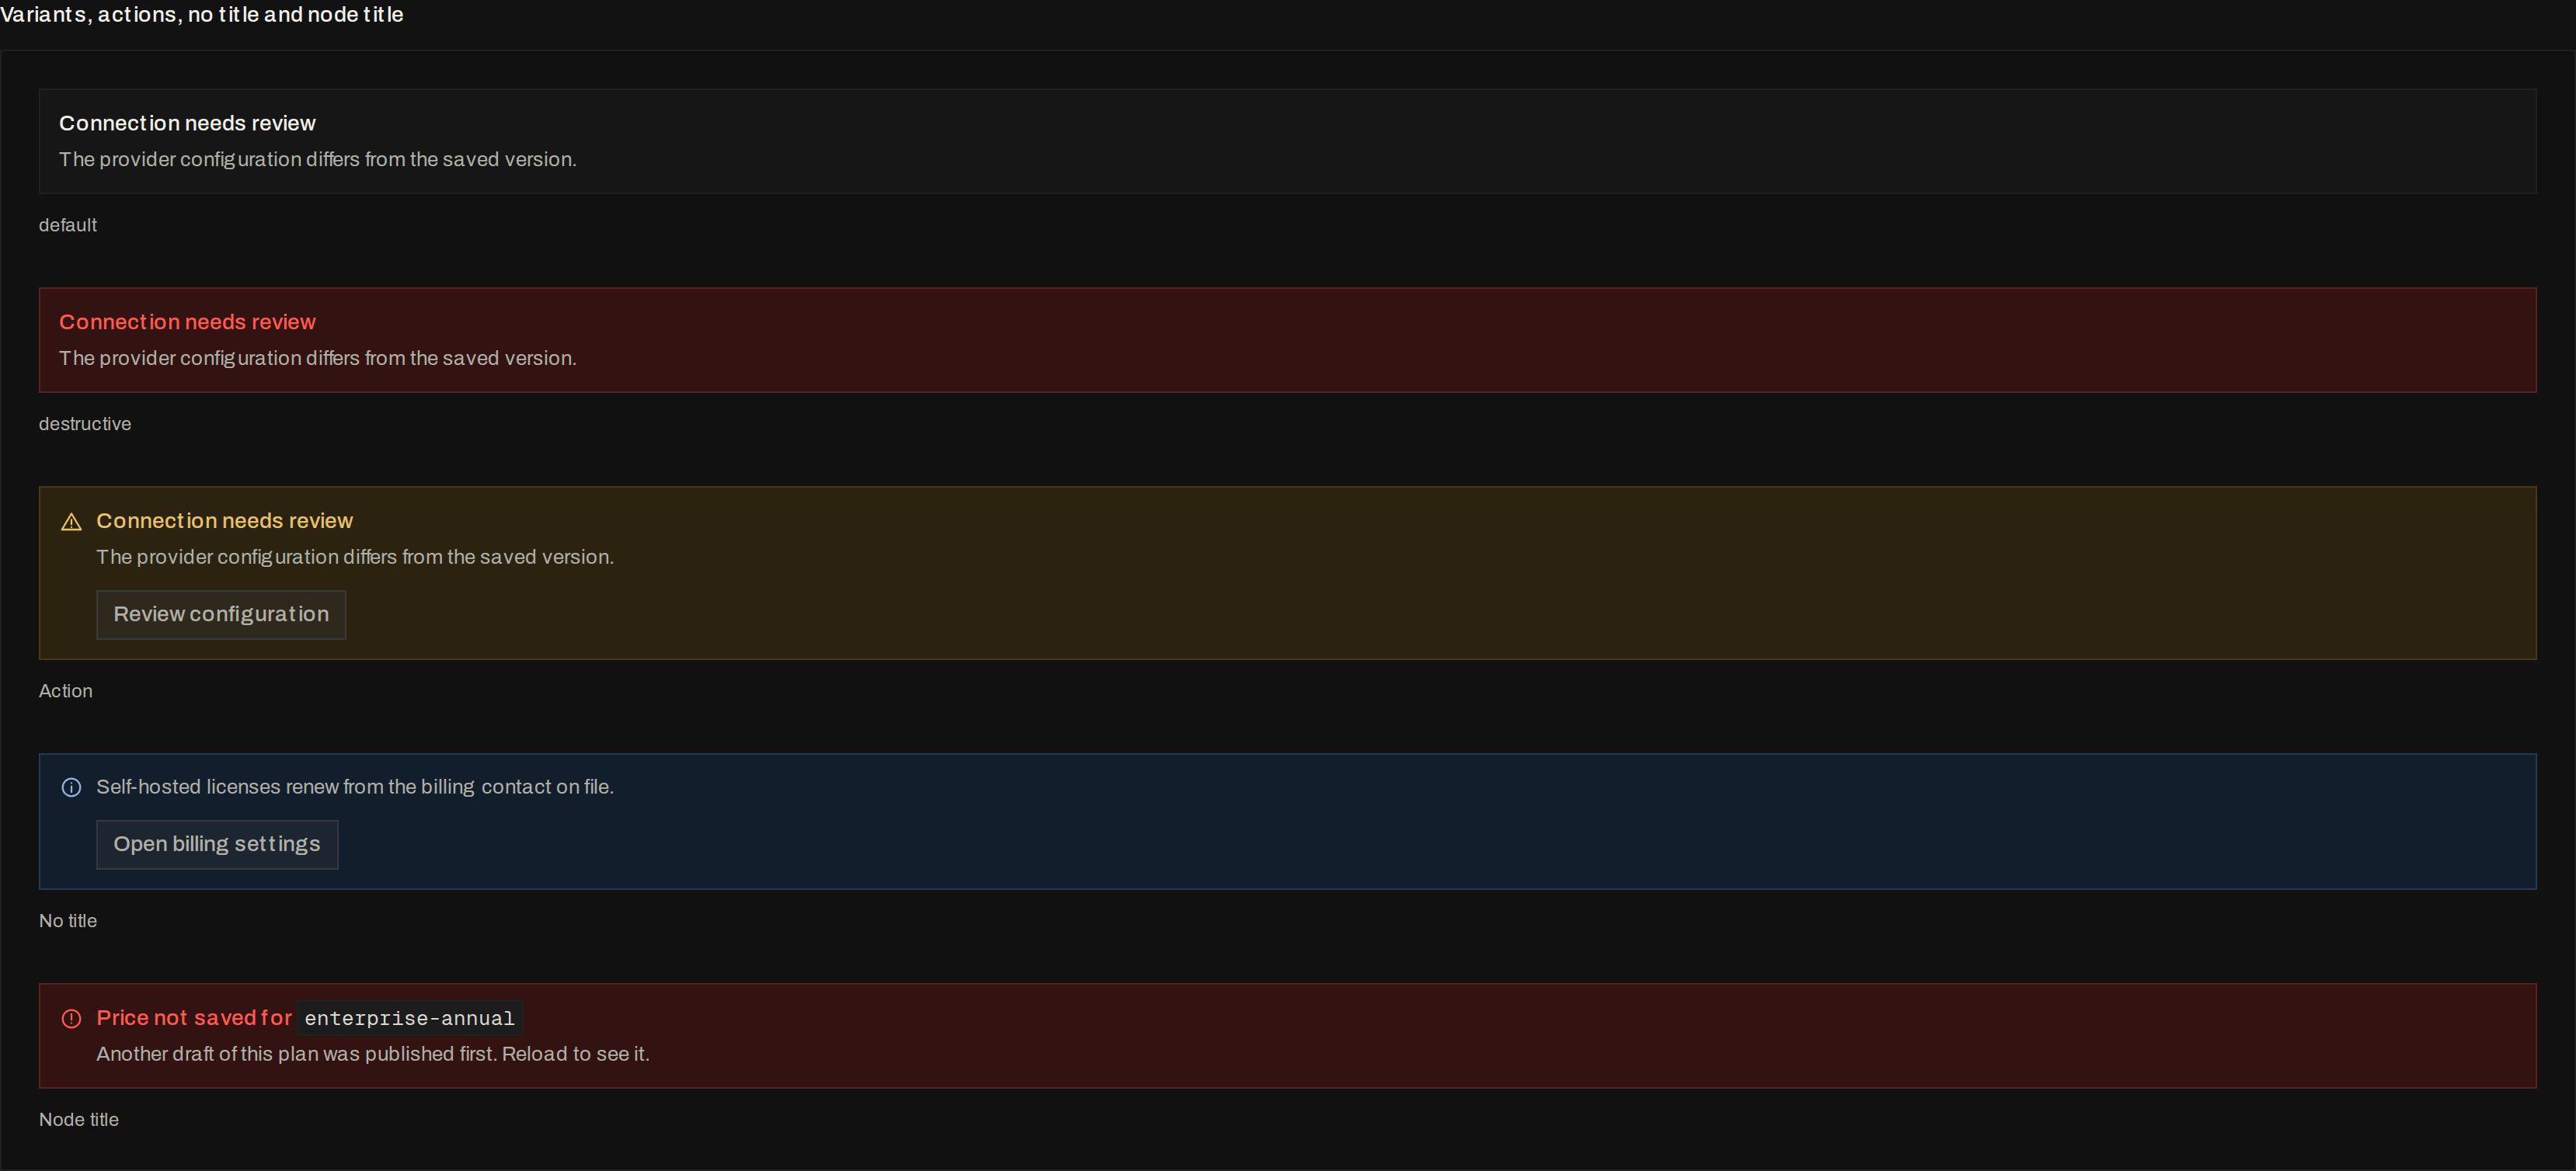 Variants, actions, no title and node title
Connection needs review
The provider configuration differs from the saved version.
default
Connection needs review
The provider configuration differs from the saved version.
destructive
Connection needs review
The provider configuration differs from the saved version.
Review configuration
Action
Self-hosted licenses renew from the billing contact on file.
Open billing settings
No title
Price not saved for enterprise-annual
Another draft of this plan was published first. Reload to see it.
Node title